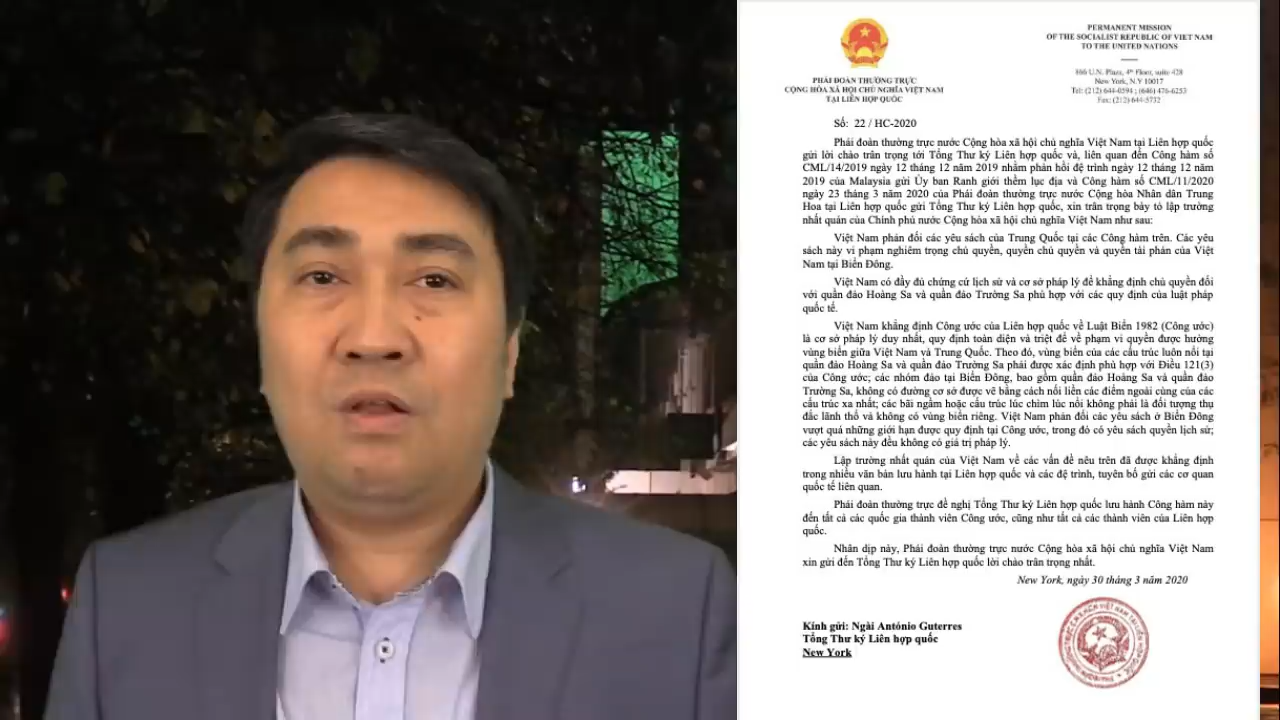 PHÁI ĐOÀN THƯỜNG TRỰC
CỘNG HÒA XÃ HỘI CHỦ NGHĨA VIỆT NAM
TẠI LIÊN HỢP QUỐC
PERMANENT MISSION
OF THE SOCIALIST REPUBLIC OF VIET NAM
TO THE UNITED NATIONS
866 U.N. Plaza, 4th Floor, suite 428
New York, N.Y 10017
Tel: (212) 644-0594 ; (646) 476-6253
Fax: (212) 644-5732
Số: 22 / HC-2020
Phái đoàn thường trực nước Cộng hòa xã hội chủ nghĩa Việt Nam tại Liên hợp quốc
gửi lời chào trân trọng tới Tổng Thư ký Liên hợp quốc và, liên quan đến Công hàm số
CML/14/2019 ngày 12 tháng 12 năm 2019 nhằm phản hồi đệ trình ngày 12 tháng 12 năm
2019 của Malaysia gửi Ủy ban Ranh giới thềm lục địa và Công hàm số CML/11/2020
ngày 23 tháng 3 năm 2020 của Phái đoàn thường trực nước Cộng hòa Nhân dân Trung
Hoa tại Liên hợp quốc gửi Tổng Thư ký Liên hợp quốc, xin trân trọng bày tỏ lập trường
nhất quán của Chính phủ nước Cộng hòa xã hội chủ nghĩa Việt Nam như sau:
Việt Nam phản đối các yêu sách của Trung Quốc tại các Công hàm trên. Các yêu
sách này vi phạm nghiêm trọng chủ quyền, quyền chủ quyền và quyền tài phán của Việt
Nam tại Biển Đông.
Việt Nam có đầy đủ chứng cứ lịch sử và cơ sở pháp lý để khẳng định chủ quyền đối
với quần đảo Hoàng Sa và quần đảo Trường Sa phù hợp với các quy định của luật pháp
quốc tế.
Việt Nam khẳng định Công ước của Liên hợp quốc về Luật Biển 1982 (Công ước)
là cơ sở pháp lý duy nhất, quy định toàn diện và triệt để về phạm vi quyền được hưởng
vùng biển giữa Việt Nam và Trung Quốc. Theo đó, vùng biển của các cấu trúc luôn nổi tại
quần đảo Hoàng Sa và quần đảo Trường Sa phải được xác định phù hợp với Điều 121(3)
của Công ước; các nhóm đảo tại Biển Đông, bao gồm quần đảo Hoàng Sa và quần đảo
Trường Sa, không có đường cơ sở được vẽ bằng cách nối liền các điểm ngoài cùng của các
cấu trúc xa nhất; các bãi ngầm hoặc cấu trúc lúc chìm lúc nổi không phải là đối tượng thụ
đắc lãnh thổ và không có vùng biển riêng. Việt Nam phản đối các yêu sách ở Biển Đông
vượt quá những giới hạn được quy định tại Công ước, trong đó có yêu sách quyền lịch sử;
các yêu sách này đều không có giá trị pháp lý.
Lập trường nhất quán của Việt Nam về các vấn đề nêu trên đã được khẳng định
trong nhiều văn bản lưu hành tại Liên hợp quốc và các đệ trình, tuyên bố gửi các cơ quan
quốc tế liên quan.
Phái đoàn thường trực đề nghị Tổng Thư ký Liên hợp quốc lưu hành Công hàm này
đến tất cả các quốc gia thành viên Công ước, cũng như tất cả các thành viên của Liên hợp
quốc.
Nhân dịp này, Phái đoàn thường trực nước Cộng hòa xã hội chủ nghĩa Việt Nam
xin gửi đến Tổng Thư ký Liên hợp quốc lời chào trân trọng nhất.
New York, ngày 30 tháng 3 năm 2020
Kính gửi: Ngài António Guterres
Tổng Thư ký Liên hợp quốc
New York